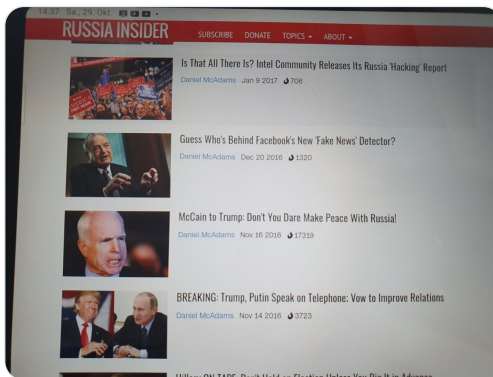 14:37 Sa., 29. Okt.
RUSSIA INSIDER
SUBSCRIBE DONATE TOPICS ABOUT
Is That All There Is? Intel Community Releases Its Russia 'Hacking' Report
Daniel McAdams Jan 9 2017 706
Guess Who's Behind Facebook's New 'Fake News' Detector?
Daniel McAdams Dec 20 2016 1320
McCain to Trump: Don't You Dare Make Peace With Russia!
Daniel McAdams Nov 16 2016 17319
BREAKING: Trump, Putin Speak on Telephone; Vow to Improve Relations
Daniel McAdams Nov 14 2016 3723